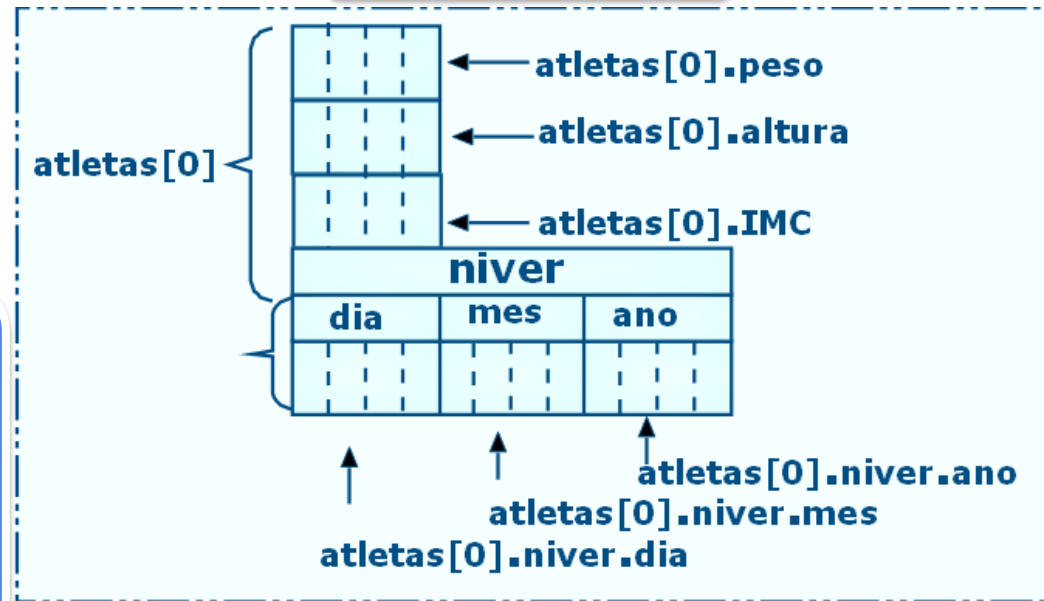 atletas[0].peso
atletas[0].altura
atletas[0]
atletas[0].IMC
niver
dia mes ano
atletas[0].niver.ano
atletas[0].niver.mes
atletas[0].niver.dia